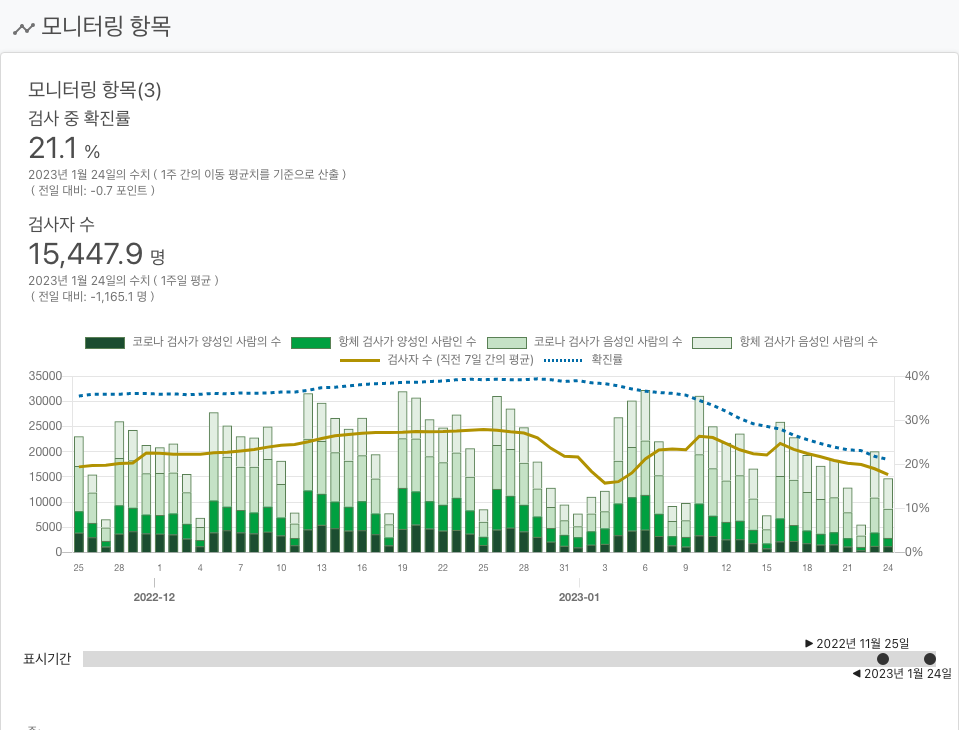 모니터링 항목
모니터링 항목(3)
검사 중 확진률
21.1 %
2023년 1월 24일의 수치 ( 1주 간의 이동 평균치를 기준으로 산출 )
( 전일 대비: -0.7 포인트 )
검사자 수
15,447.9 명
2023년 1월 24일의 수치 ( 1주일 평균 )
( 전일 대비: -1,165.1 명 )
코로나 검사가 양성인 사람의 수 항체 검사가 양성인 사람인 수 코로나 검사가 음성인 사람의 수 항체 검사가 음성인 사람의 수
검사자 수 (직전 7일 간의 평균) 확진률
35000 40%
30000
25000 30%
20000 20%
15000
10000 10%
5000
0 0%
25 28 1 4 7 10 13 16 19 22 25 28 31 3 6 9 12 15 18 21 24
2022-12 2023-01
▶ 2022년 11월 25일
표시기간
◀ 2023년 1월 24일